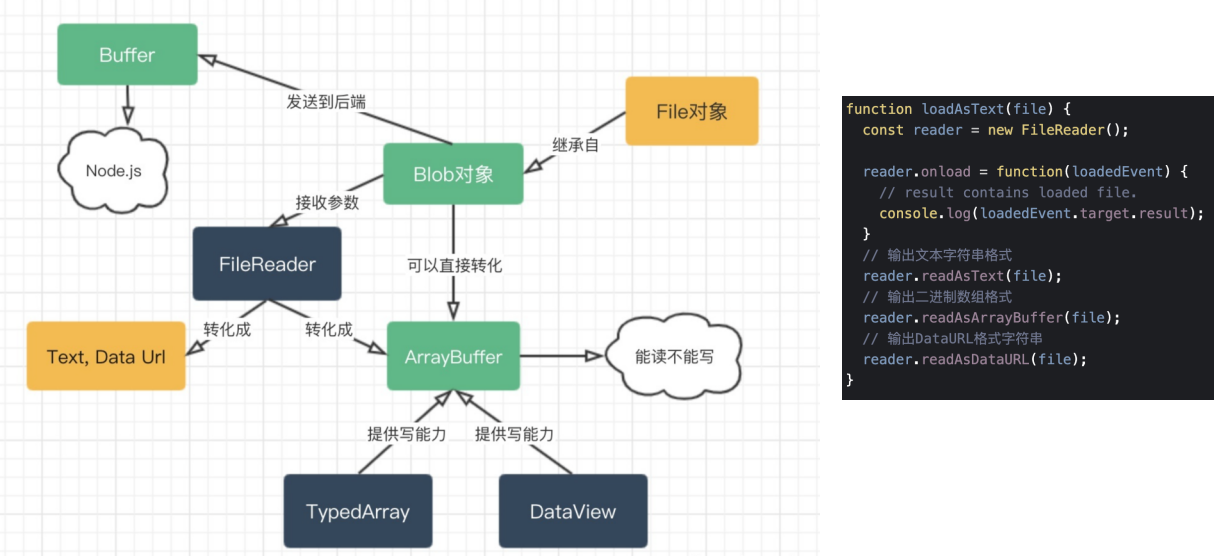 Buffer
发送到后端
File对象
继承自
Node.js
Blob对象
接收参数
FileReader
可以直接转化
转化成
转化成
Text, Data Url
ArrayBuffer
能读不能写
提供写能力
提供写能力
TypedArray
DataView
function loadAsText(file) {
  const reader = new FileReader();

  reader.onload = function(loadedEvent) {
    // result contains loaded file.
    console.log(loadedEvent.target.result);
  }
  // 输出文本字符串格式
  reader.readAsText(file);
  // 输出二进制数组格式
  reader.readAsArrayBuffer(file);
  // 输出DataURL格式字符串
  reader.readAsDataURL(file);
}